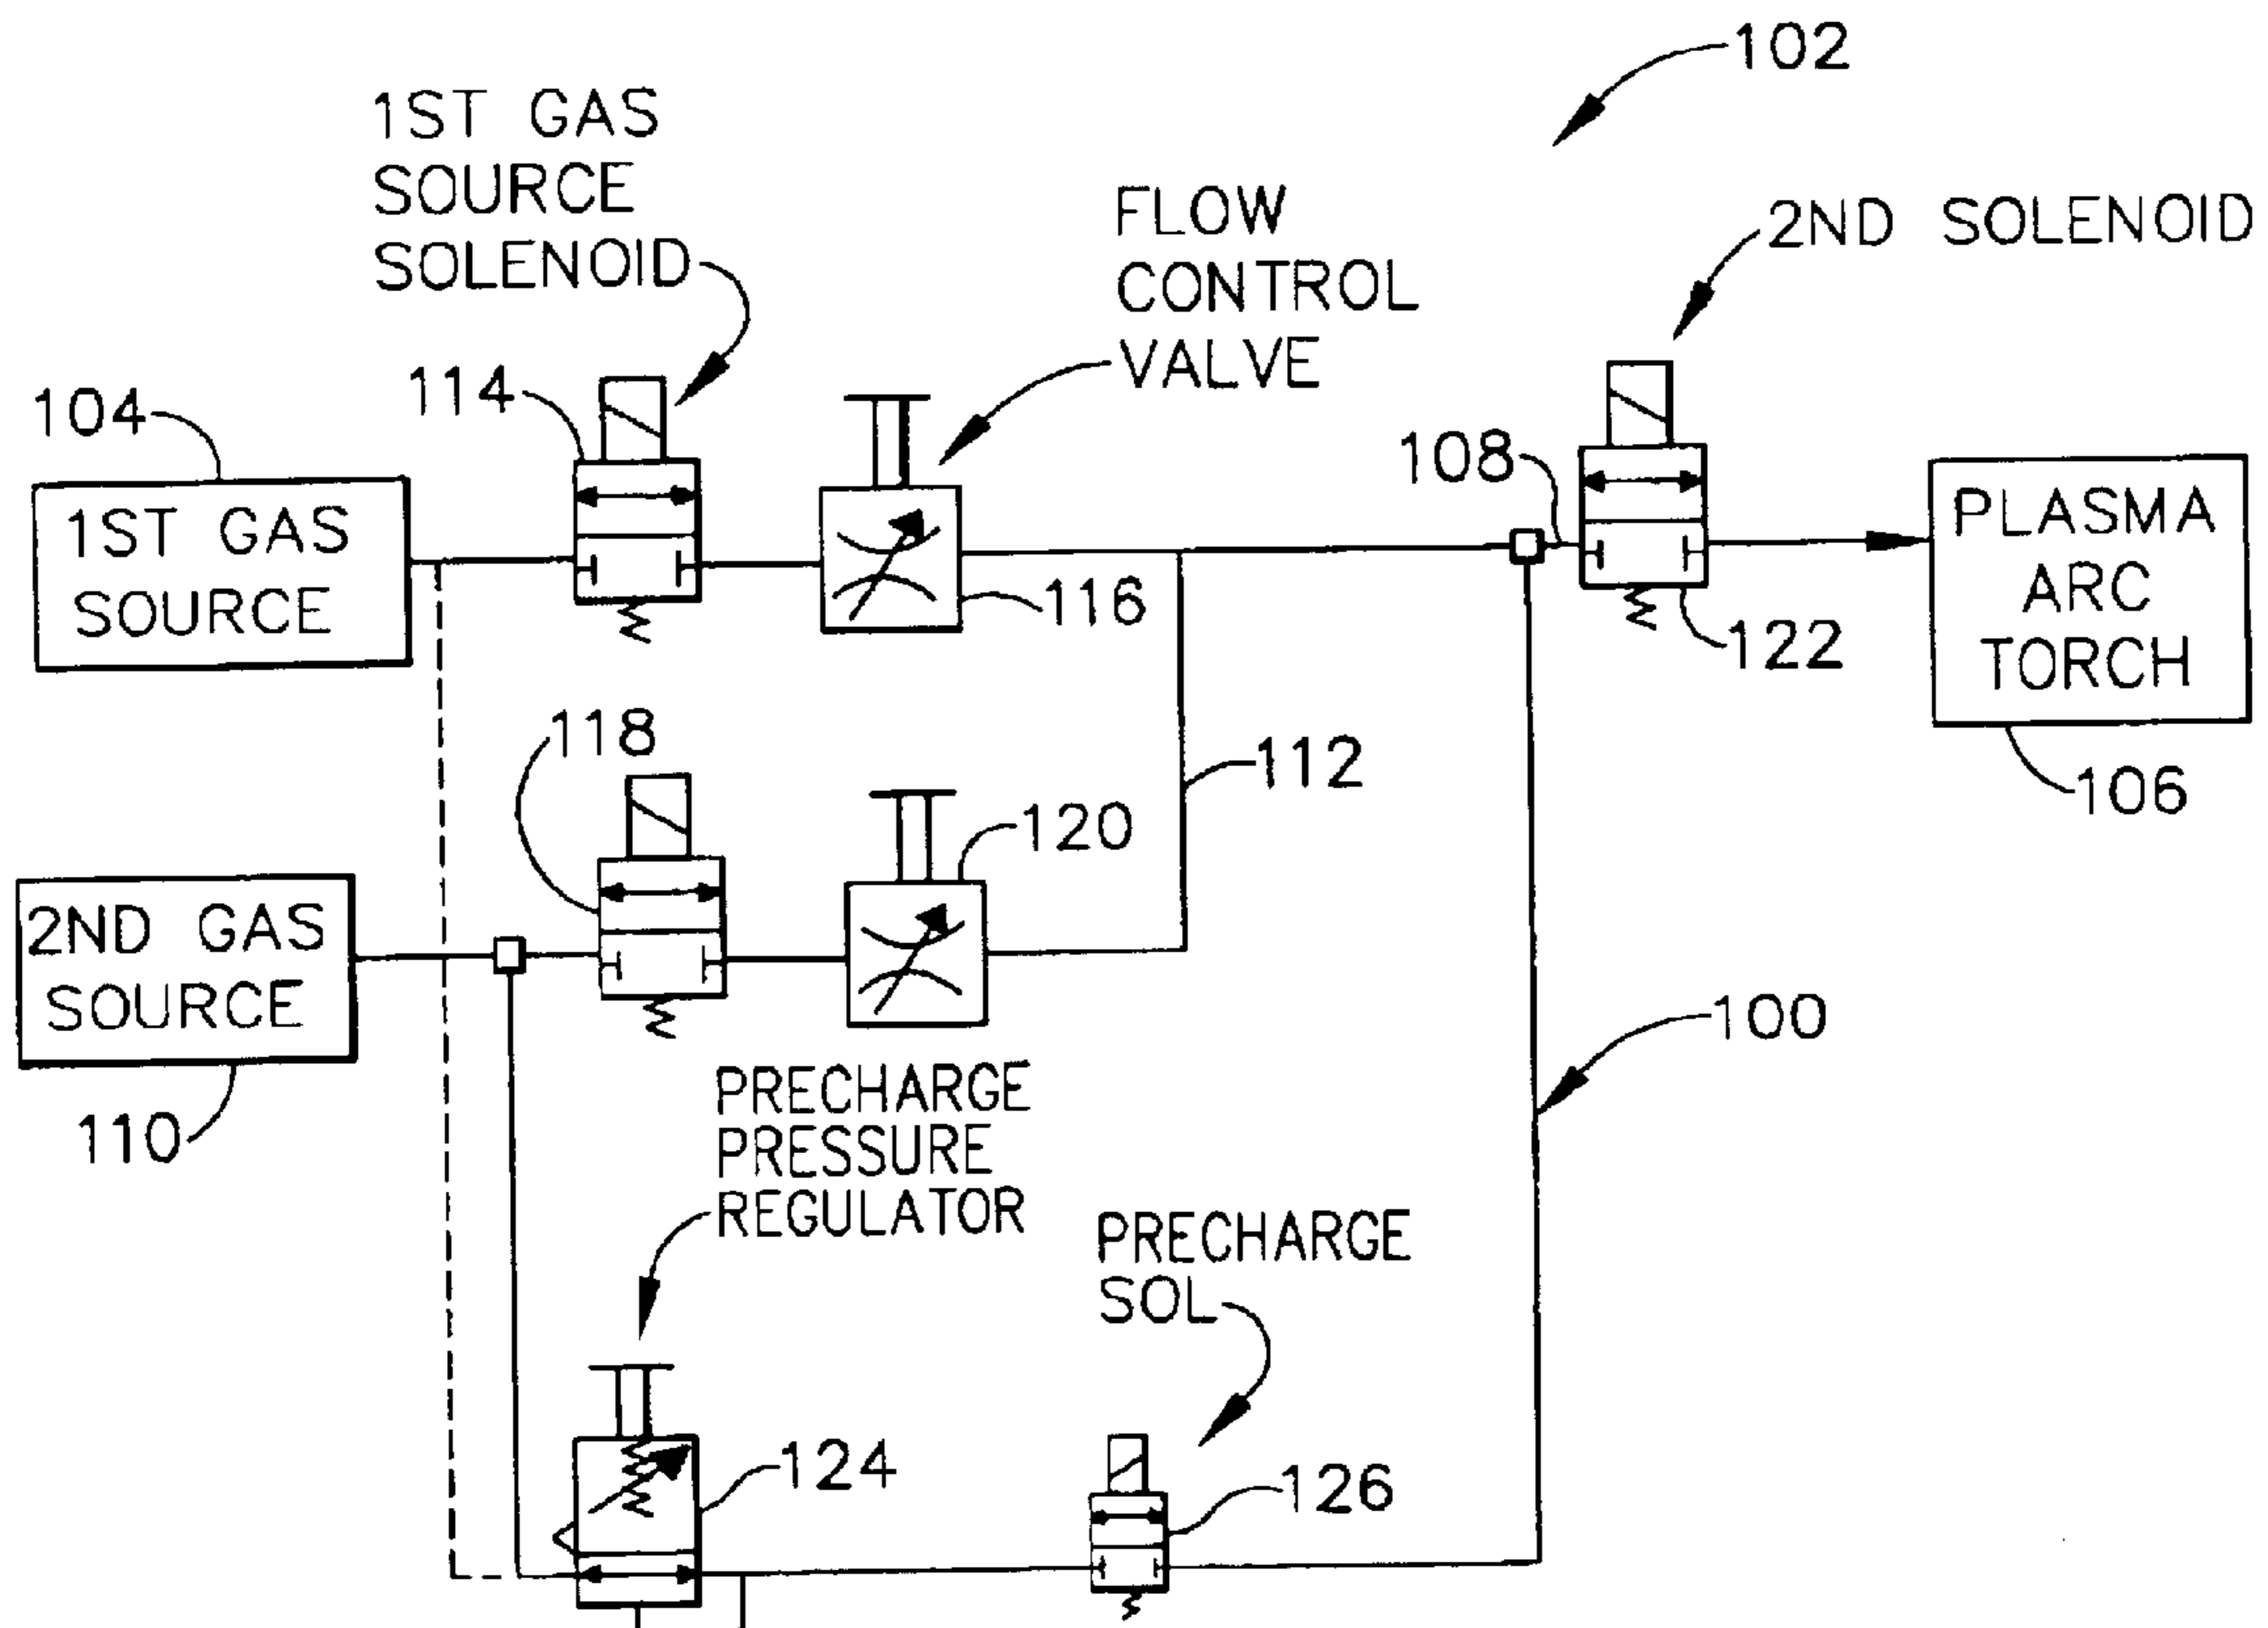 102
1ST GAS
SOURCE
SOLENOID
FLOW
CONTROL
VALVE
2ND SOLENOID
104
114
108
1ST GAS
SOURCE
116
122
PLASMA
ARC
TORCH
106
118
112
120
2ND GAS
SOURCE
110
100
PRECHARGE
PRESSURE
REGULATOR
PRECHARGE
SOL
124
126